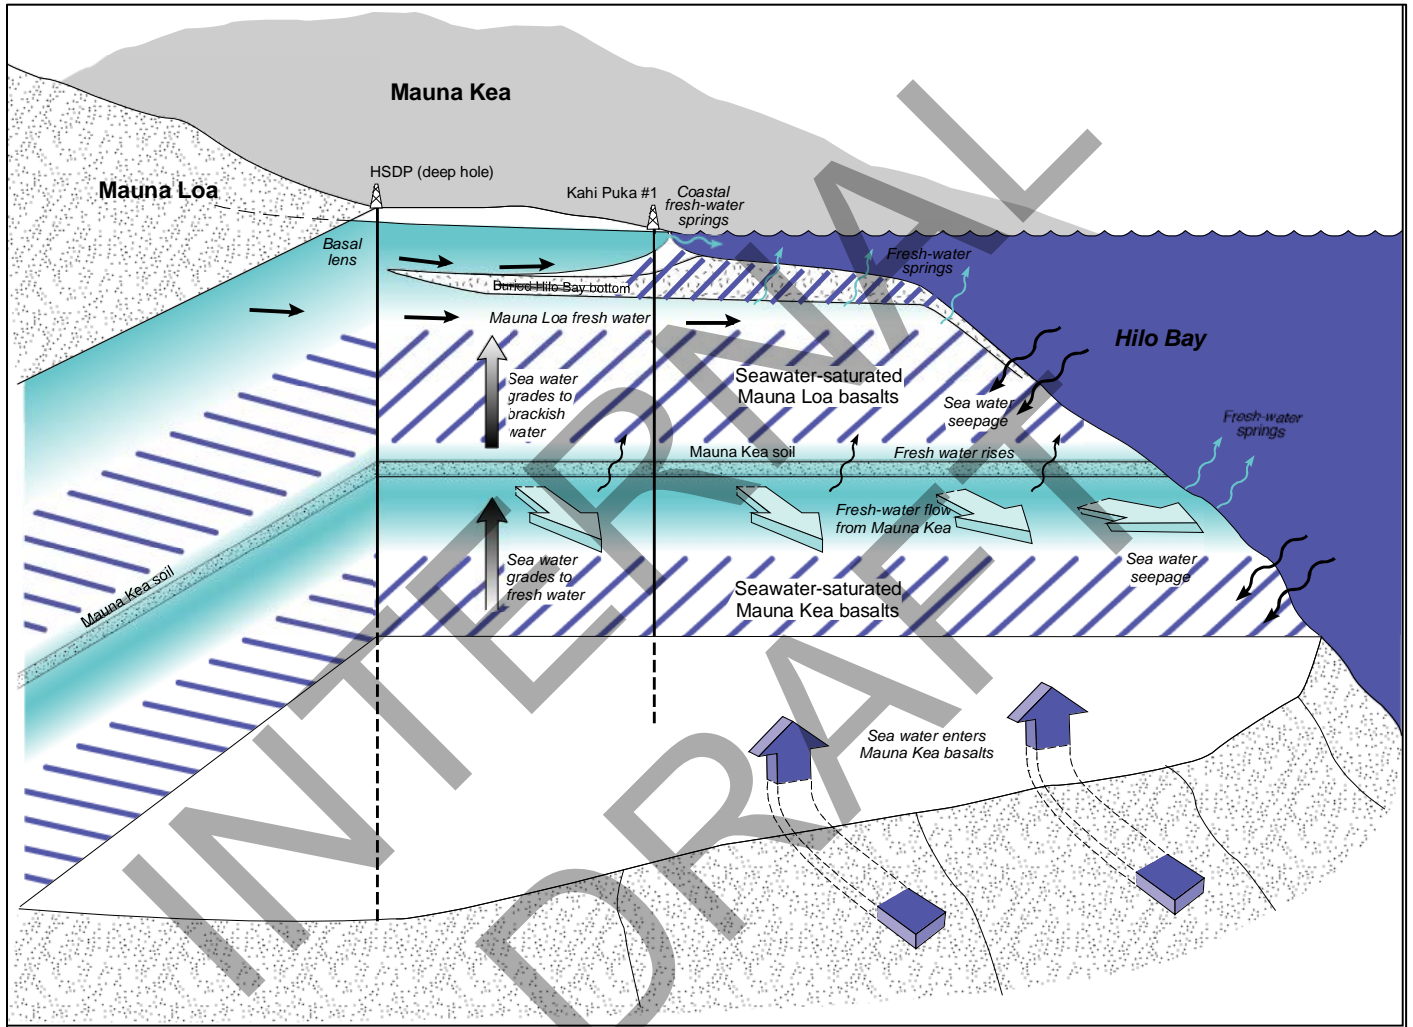 Mauna Kea
HSDP (deep hole)
Mauna Loa
Kahi Puka #1
Coastal
fresh-water
springs
Basal
lens
Fresh-water
springs
Buried Hilo Bay bottom
Mauna Loa fresh water
Hilo Bay
Sea water
grades to
brackish
water
Seawater-saturated
Mauna Loa basalts
Sea water
seepage
Fresh-water
springs
Mauna Kea soil
Fresh water rises
Fresh-water flow
from Mauna Kea
Sea water
grades to
fresh water
Sea water
seepage
Mauna Kea soil
Seawater-saturated
Mauna Kea basalts
Sea water enters
Mauna Kea basalts
INTERNAL
DRAFT